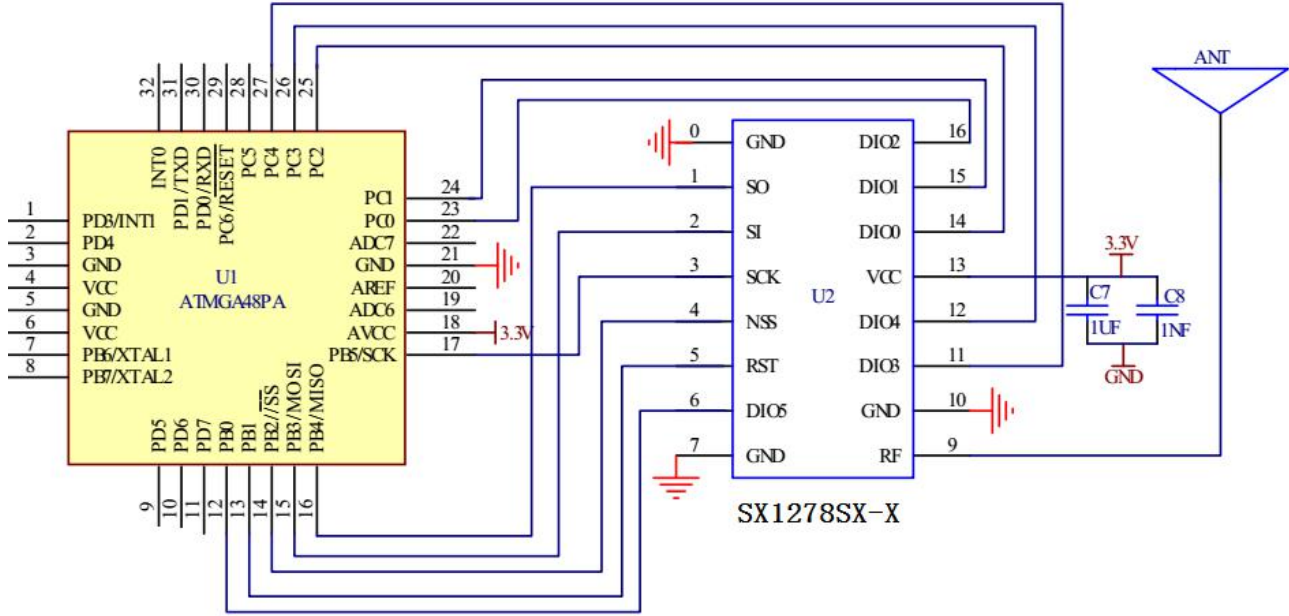 ANT
32
31
30
29
28
27
26
25
INT0
PD1/TXD
PD0/RXD
PC6/RESET
PC5
PC4
PC3
PC2
1 PD3/INT1
2 PD4
3 GND
4 VCC
5 GND
6 VCC
7 PB6/XTAL1
8 PB7/XTAL2
U1
ATMGA48PA
PC1 24
PC0 23
ADC7 22
GND 21
AREF 20
ADC6 19
AVCC 18 3.3V
PB5/SCK 17
PD5
PD6
PD7
PB0
PB1
PB2//SS
PB3/MOSI
PB4/MISO
9
10
11
12
13
14
15
16
0 GND
1 SO
2 SI
3 SCK
4 NSS
5 RST
6 DIO5
7 GND
U2
DIO2 16
DIO1 15
DIO0 14
VCC 13
DIO4 12
DIO3 11
GND 10
RF 9
SX1278SX-X
3.3V
C7
1UF
C8
1NF
GND